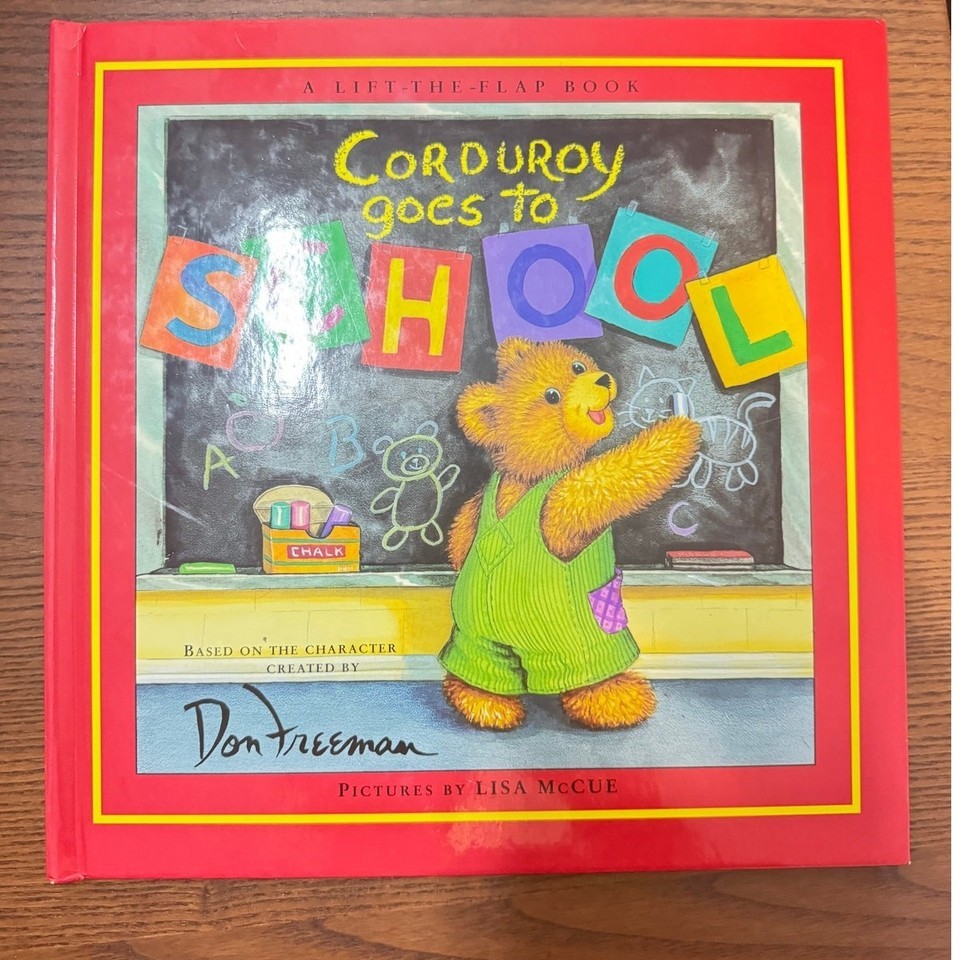 A LIFT-THE-FLAP BOOK
CORDUROY
goes to
SCHOOL
A
B
C
CHALK
BASED ON THE CHARACTER
CREATED BY
Don Freeman
PICTURES BY LISA McCUE